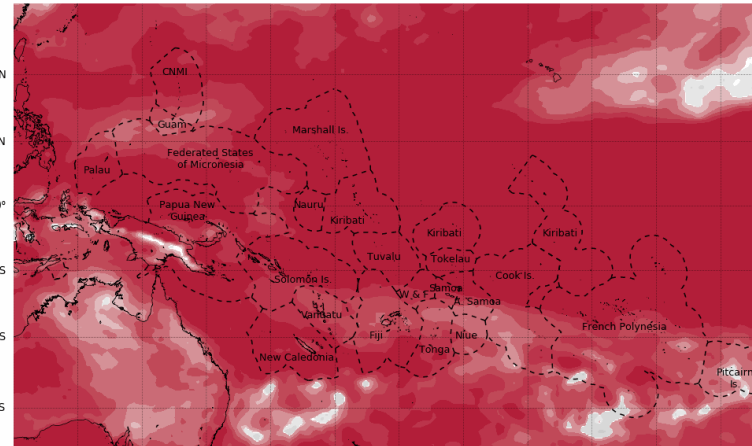 CNMI
N
Guam
Marshall Is.
N
Federated States
of Micronesia
Palau
0°
Papua New
Guinea
Nauru
Kiribati
Kiribati
Kiribati
Tuvalu
Tokelau
S
Solomon Is.
Cook Is.
Samoa
W & F
A. Samoa
Vanuatu
Fiji
Niue
French Polynesia
S
Tonga
New Caledonia
Pitcairn
Is.
S